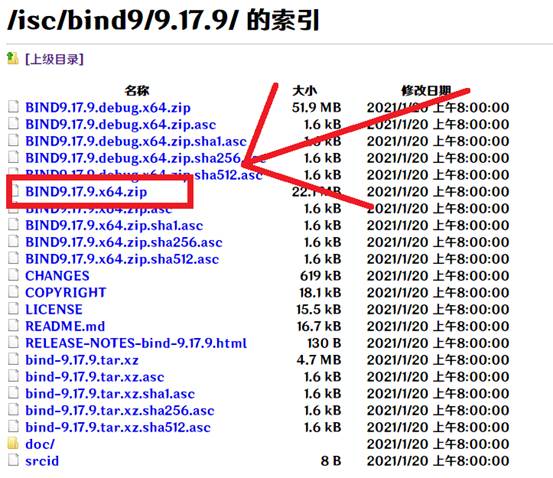 /isc/bind9/9.17.9/ 的索引
[上级目录]
名称 大小 修改日期
BIND9.17.9.debug.x64.zip 51.9 MB 2021/1/20 上午8:00:00
BIND9.17.9.debug.x64.zip.asc 1.6 kB 2021/1/20 上午8:00:00
BIND9.17.9.debug.x64.zip.sha1.asc 1.6 kB 2021/1/20 上午8:00:00
BIND9.17.9.debug.x64.zip.sha256.asc 1.6 kB 2021/1/20 上午8:00:00
BIND9.17.9.debug.x64.zip.sha512.asc 1.6 kB 2021/1/20 上午8:00:00
BIND9.17.9.x64.zip 22.1 MB 2021/1/20 上午8:00:00
BIND9.17.9.x64.zip.asc 1.6 kB 2021/1/20 上午8:00:00
BIND9.17.9.x64.zip.sha1.asc 1.6 kB 2021/1/20 上午8:00:00
BIND9.17.9.x64.zip.sha256.asc 1.6 kB 2021/1/20 上午8:00:00
BIND9.17.9.x64.zip.sha512.asc 1.6 kB 2021/1/20 上午8:00:00
CHANGES 619 kB 2021/1/20 上午8:00:00
COPYRIGHT 18.1 kB 2021/1/20 上午8:00:00
LICENSE 15.5 kB 2021/1/20 上午8:00:00
README.md 16.7 kB 2021/1/20 上午8:00:00
RELEASE-NOTES-bind-9.17.9.html 130 B 2021/1/20 上午8:00:00
bind-9.17.9.tar.xz 4.7 MB 2021/1/20 上午8:00:00
bind-9.17.9.tar.xz.asc 1.6 kB 2021/1/20 上午8:00:00
bind-9.17.9.tar.xz.sha1.asc 1.6 kB 2021/1/20 上午8:00:00
bind-9.17.9.tar.xz.sha256.asc 1.6 kB 2021/1/20 上午8:00:00
bind-9.17.9.tar.xz.sha512.asc 1.6 kB 2021/1/20 上午8:00:00
doc/ 2021/1/20 上午8:00:00
srcid 8 B 2021/1/20 上午8:00:00